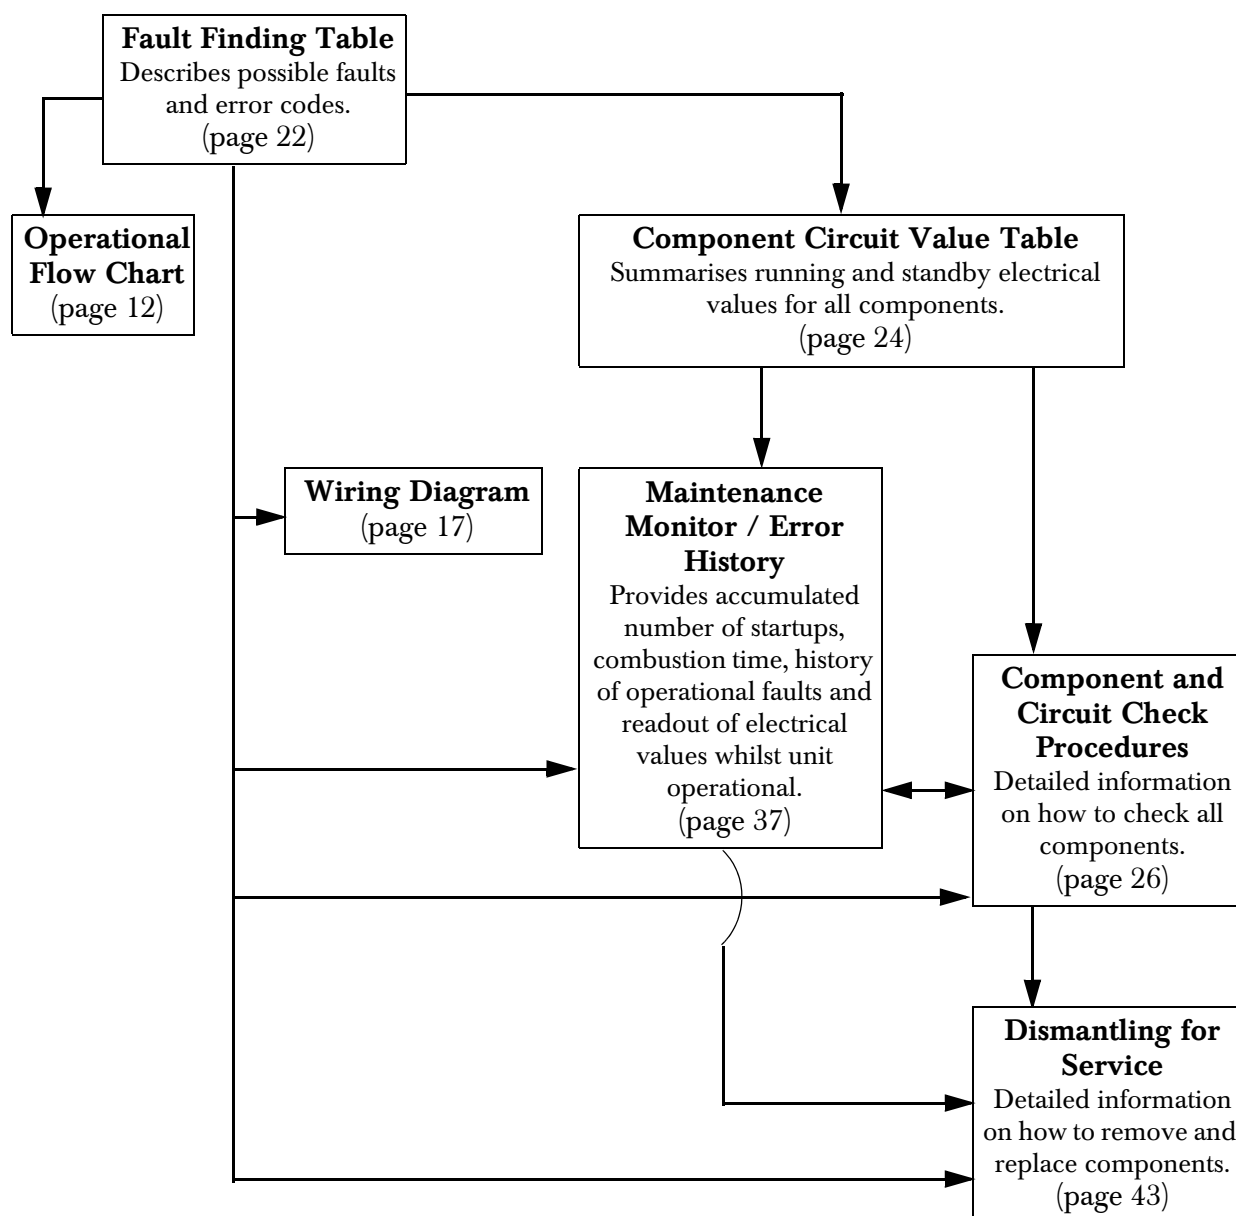 Fault Finding Table
Describes possible faults
and error codes.
(page 22)
Operational
Flow Chart
(page 12)
Component Circuit Value Table
Summarises running and standby electrical
values for all components.
(page 24)
Wiring Diagram
(page 17)
Maintenance
Monitor / Error
History
Provides accumulated
number of startups,
combustion time, history
of operational faults and
readout of electrical
values whilst unit
operational.
(page 37)
Component and
Circuit Check
Procedures
Detailed information
on how to check all
components.
(page 26)
Dismantling for
Service
Detailed information
on how to remove and
replace components.
(page 43)